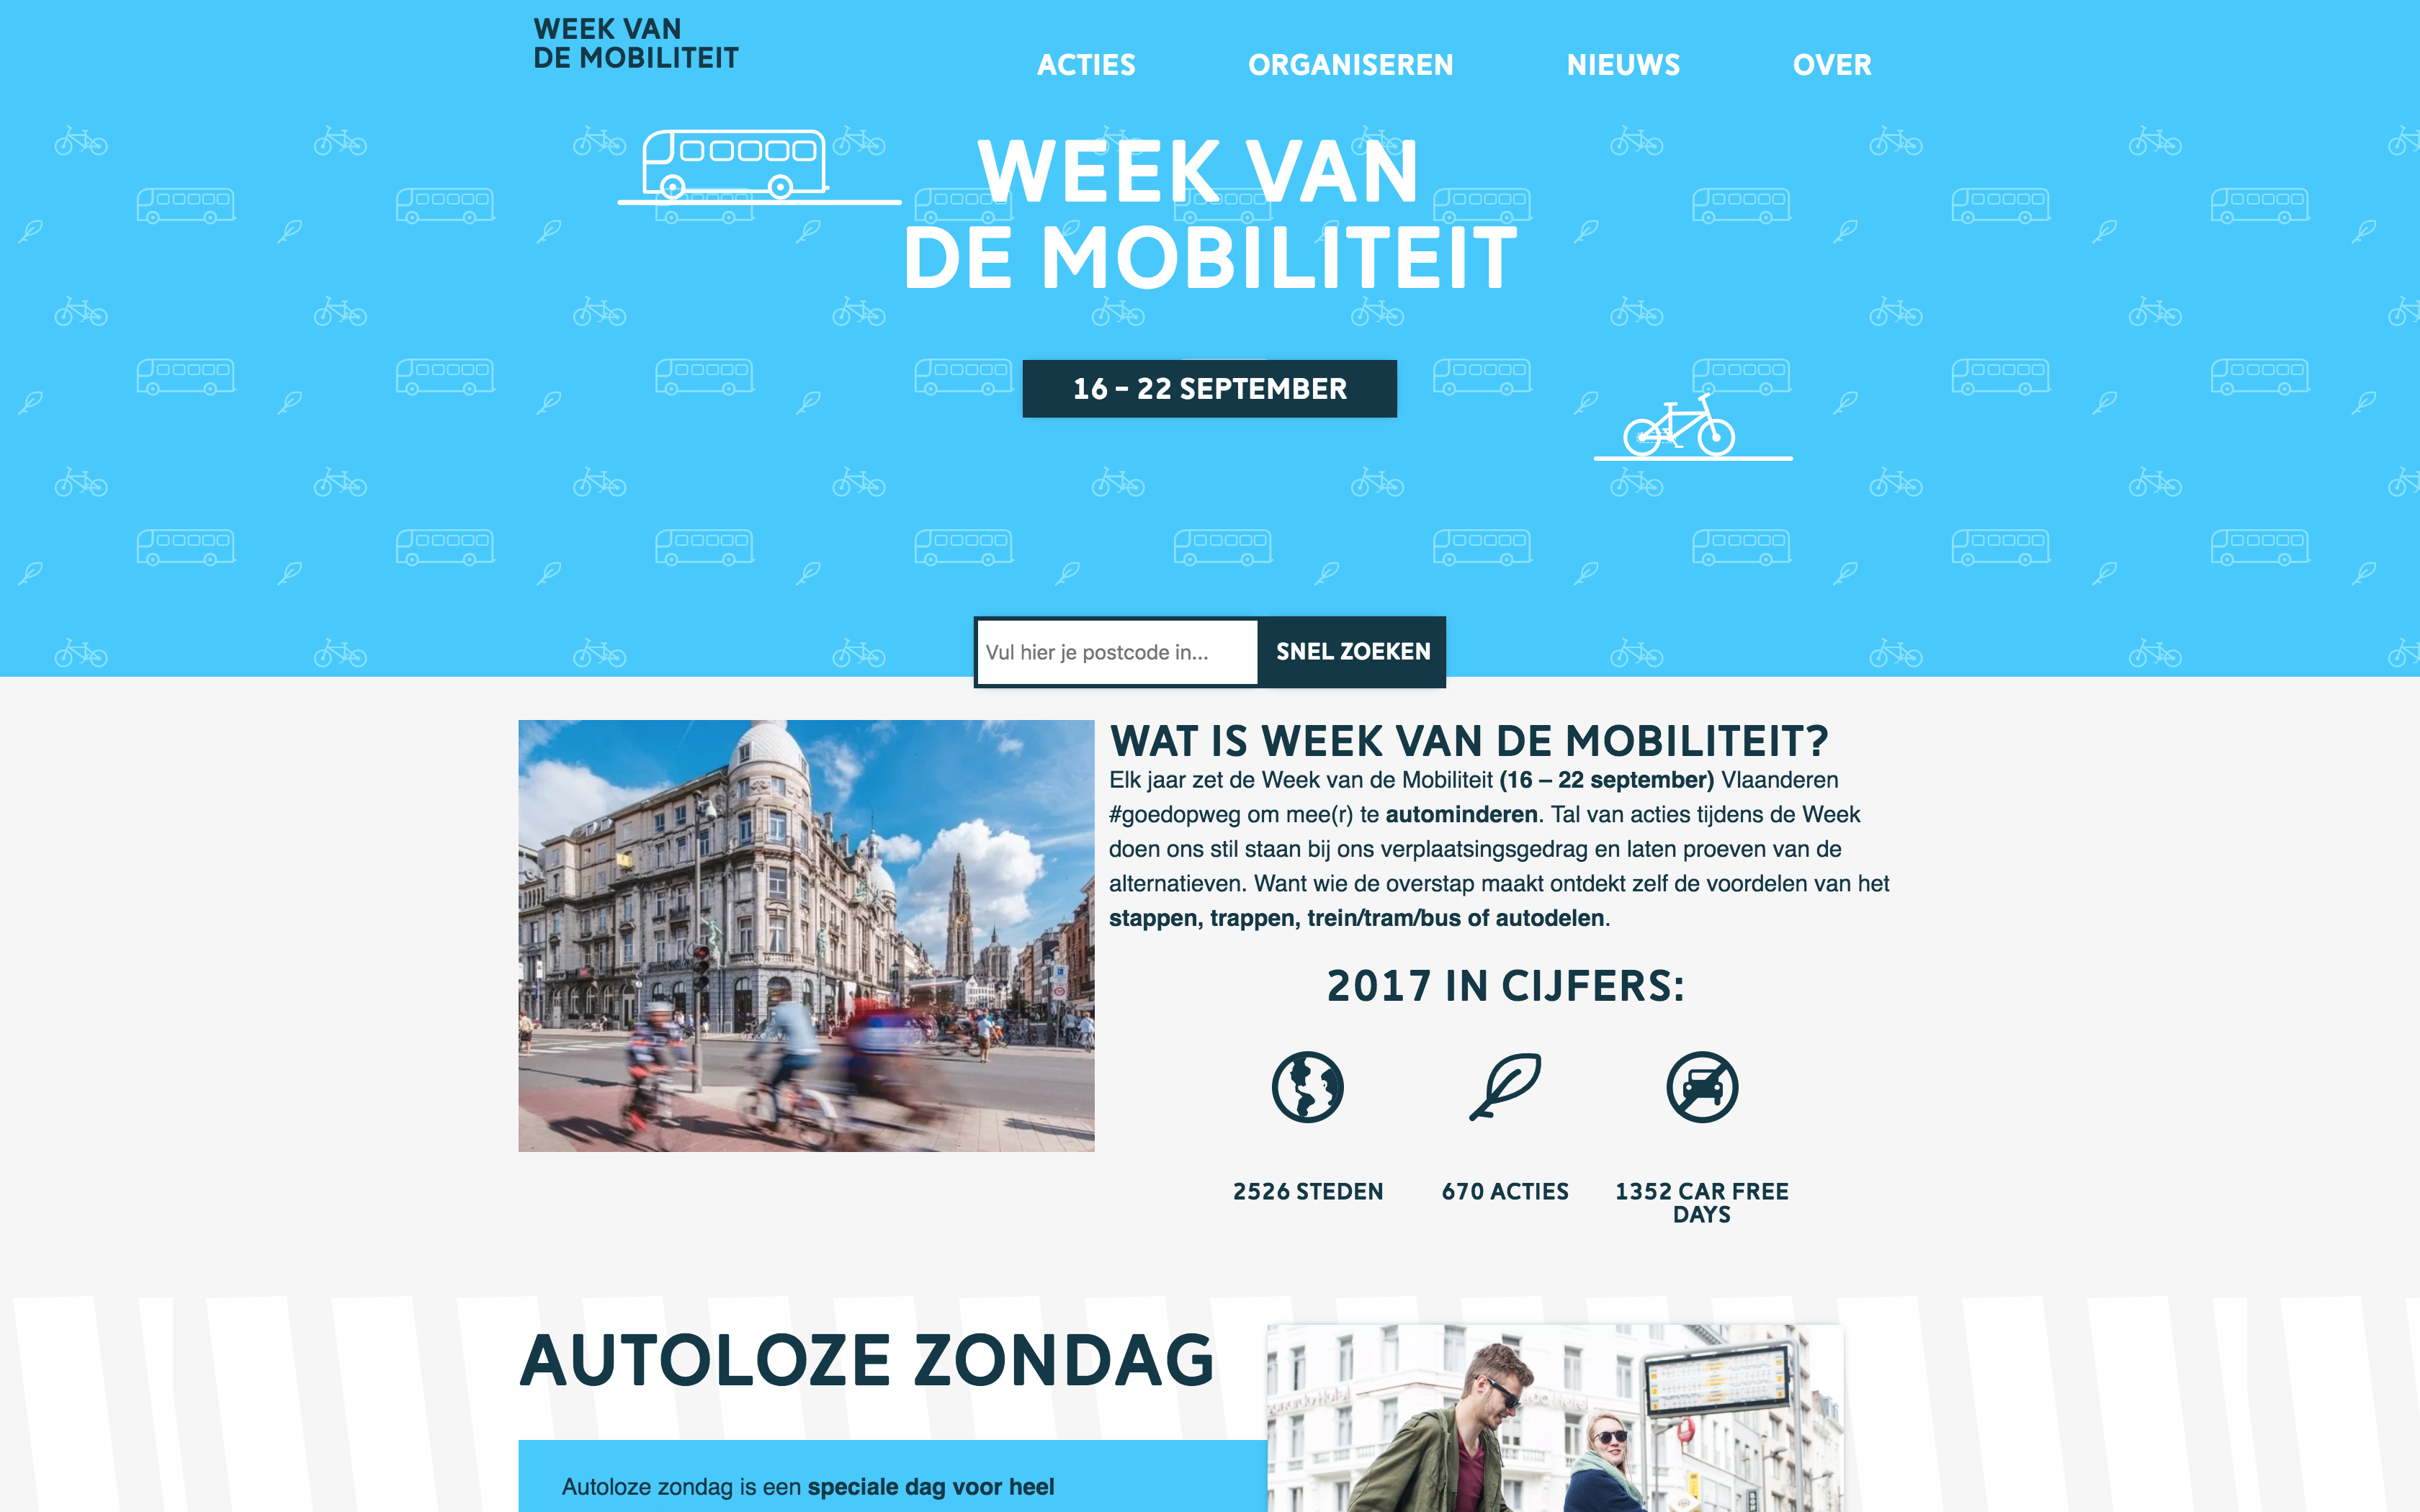 WEEK VAN
DE MOBILITEIT
ACTIES
ORGANISEREN
NIEUWS
OVER
WEEK VAN
DE MOBILITEIT
16 – 22 SEPTEMBER
Vul hier je postcode in...
SNEL ZOEKEN
WAT IS WEEK VAN DE MOBILITEIT?
Elk jaar zet de Week van de Mobiliteit (16 – 22 september) Vlaanderen
#goedopweg om mee(r) te autominderen. Tal van acties tijdens de Week
doen ons stil staan bij ons verplaatsingsgedrag en laten proeven van de
alternatieven. Want wie de overstap maakt ontdekt zelf de voordelen van het
stappen, trappen, trein/tram/bus of autodelen.
2017 IN CIJFERS:
2526 STEDEN
670 ACTIES
1352 CAR FREE
DAYS
AUTOLOZE ZONDAG
Autoloze zondag is een speciale dag voor heel